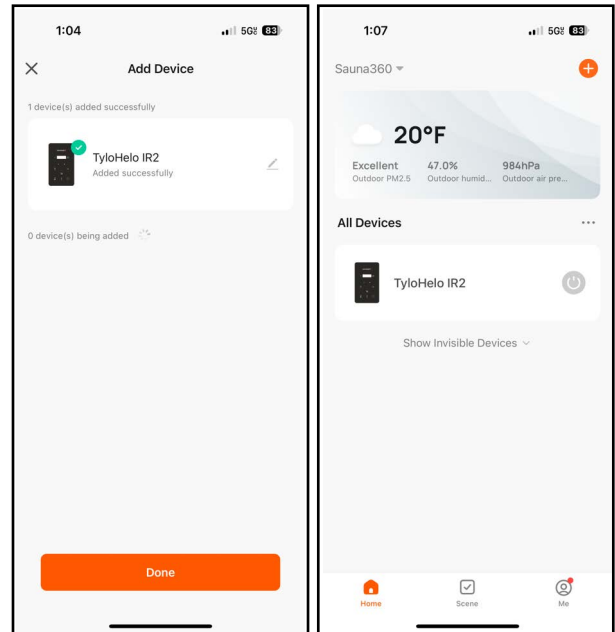 1:04
5G 83
Add Device
1 device(s) added successfully
TyloHelo IR2
Added successfully
0 device(s) being added
Done
1:07
5G 83
Sauna360
20°F
Excellent
47.0%
984hPa
Outdoor PM2.5
Outdoor humid...
Outdoor air pre...
All Devices
TyloHelo IR2
Show Invisible Devices
Home
Scene
Me